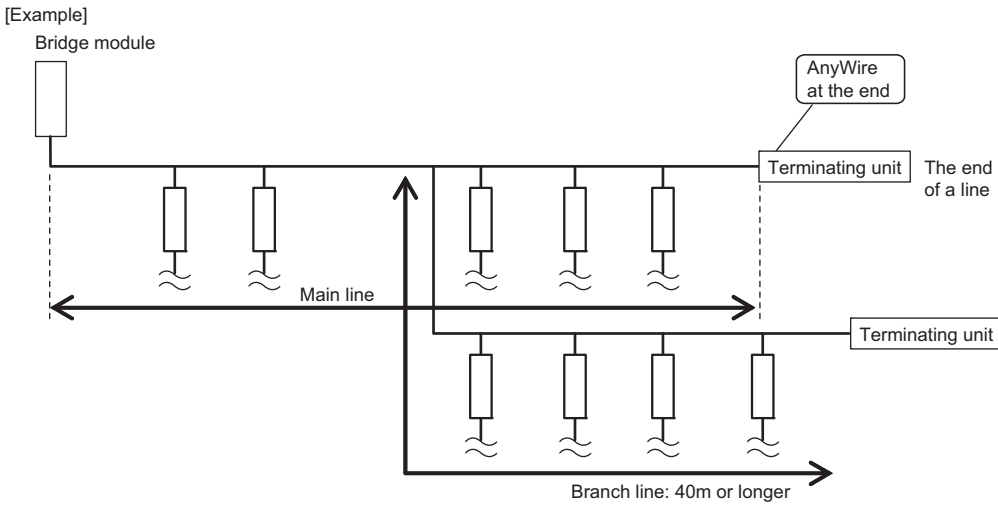 [Example]
Bridge module
AnyWire
at the end
Terminating unit
The end
of a line
Main line
Terminating unit
Branch line: 40m or longer